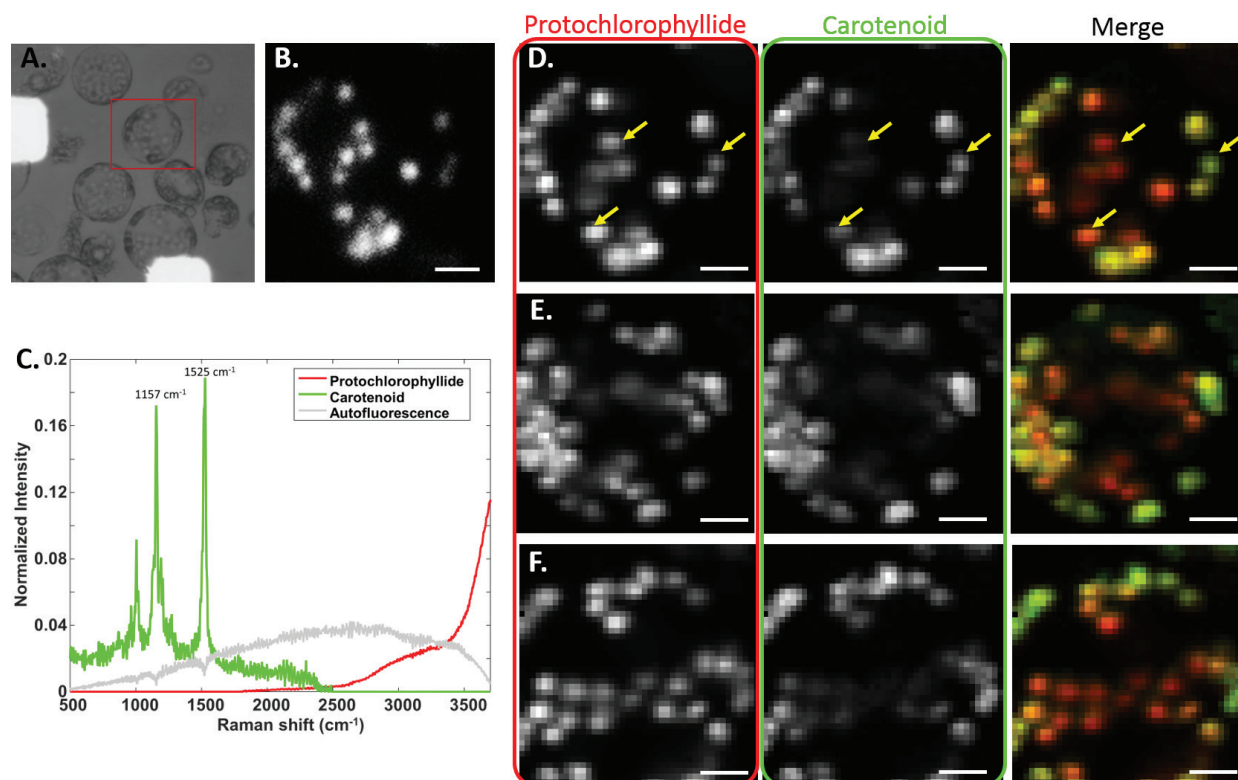 Protochlorophyllide
Carotenoid
Merge
A.
B.
D.
E.
C.
0.2
0.16
0.12
0.08
0.04
0
Normalized Intensity
1157 cm⁻¹
1525 cm⁻¹
Protochlorophyllide
Carotenoid
Autofluorescence
500
1000
1500
2000
2500
3000
3500
Raman shift (cm⁻¹)
F.